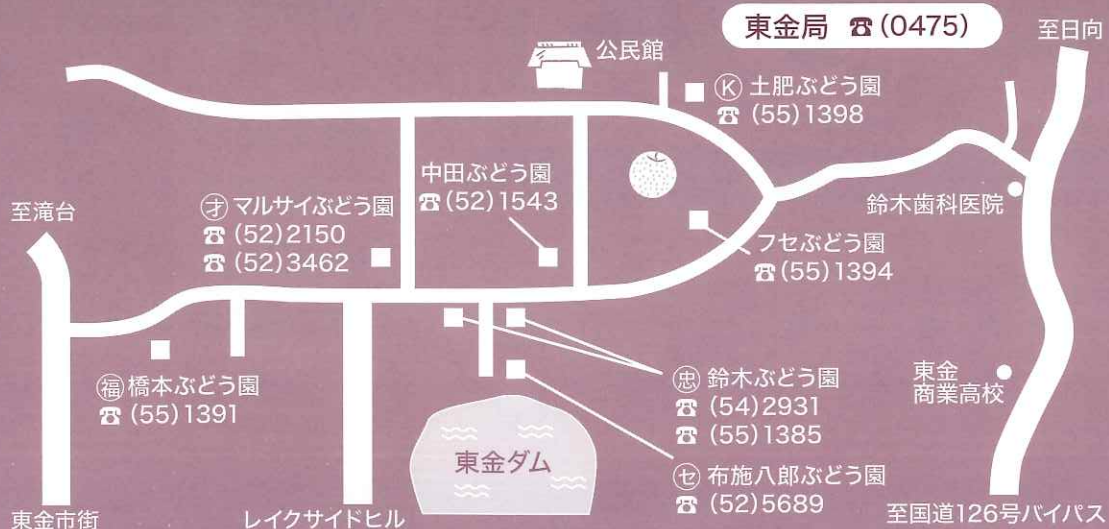 東金局 ☎(0475)
至日向
公民館
Ⓚ 土肥ぶどう園
☎ (55)1398
中田ぶどう園
☎(52)1543
至滝台
㋔ マルサイぶどう園
☎ (52)2150
☎ (52)3462
鈴木歯科医院
フセぶどう園
☎(55)1394
福 橋本ぶどう園
☎ (55)1391
忠 鈴木ぶどう園
☎ (54)2931
☎ (55)1385
東金
商業高校
東金ダム
㋝ 布施八郎ぶどう園
☎ (52)5689
東金市街
レイクサイドヒル
至国道126号バイパス